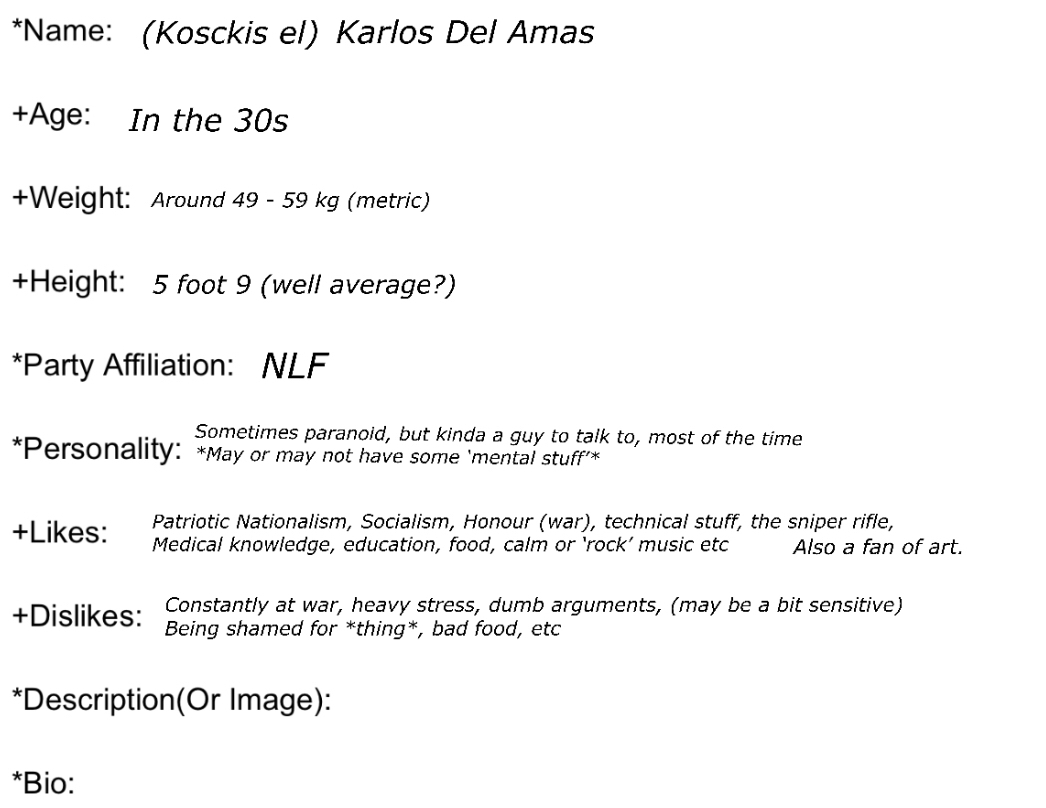 *Name: (Kosckis el) Karlos Del Amas
+Age: In the 30s
+Weight: Around 49 - 59 kg (metric)
+Height: 5 foot 9 (well average?)
*Party Affiliation: NLF
*Personality: Sometimes paranoid, but kinda a guy to talk to, most of the time
*May or may not have some ‘mental stuff’*
+Likes: Patriotic Nationalism, Socialism, Honour (war), technical stuff, the sniper rifle,
Medical knowledge, education, food, calm or ‘rock’ music etc Also a fan of art.
+Dislikes: Constantly at war, heavy stress, dumb arguments, (may be a bit sensitive)
Being shamed for *thing*, bad food, etc
*Description(Or Image):
*Bio: